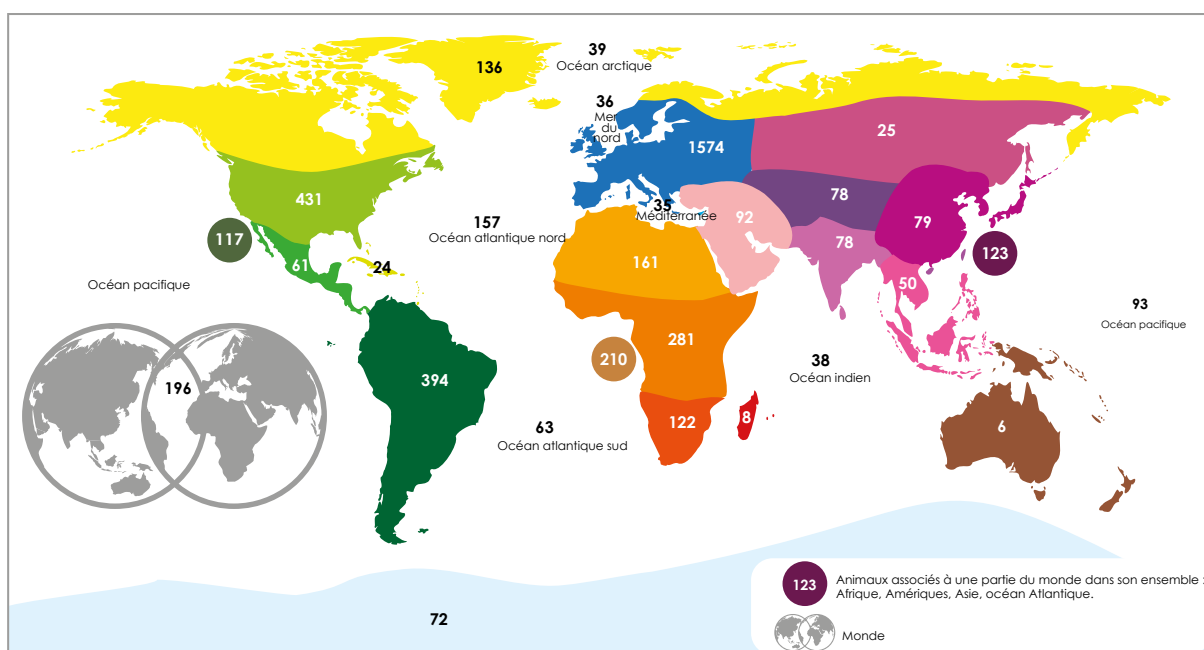 39
Océan arctique
136
36
Mer
du
nord
1574
25
431
78
35
Méditerranée
92
79
157
Océan atlantique nord
117
78
123
161
61
24
50
Océan pacifique
93
Océan pacifique
281
210
38
Océan indien
196
394
8
122
6
63
Océan atlantique sud
72
123
Animaux associés à une partie du monde dans son ensemble :
Afrique, Amériques, Asie, océan Atlantique.
Monde